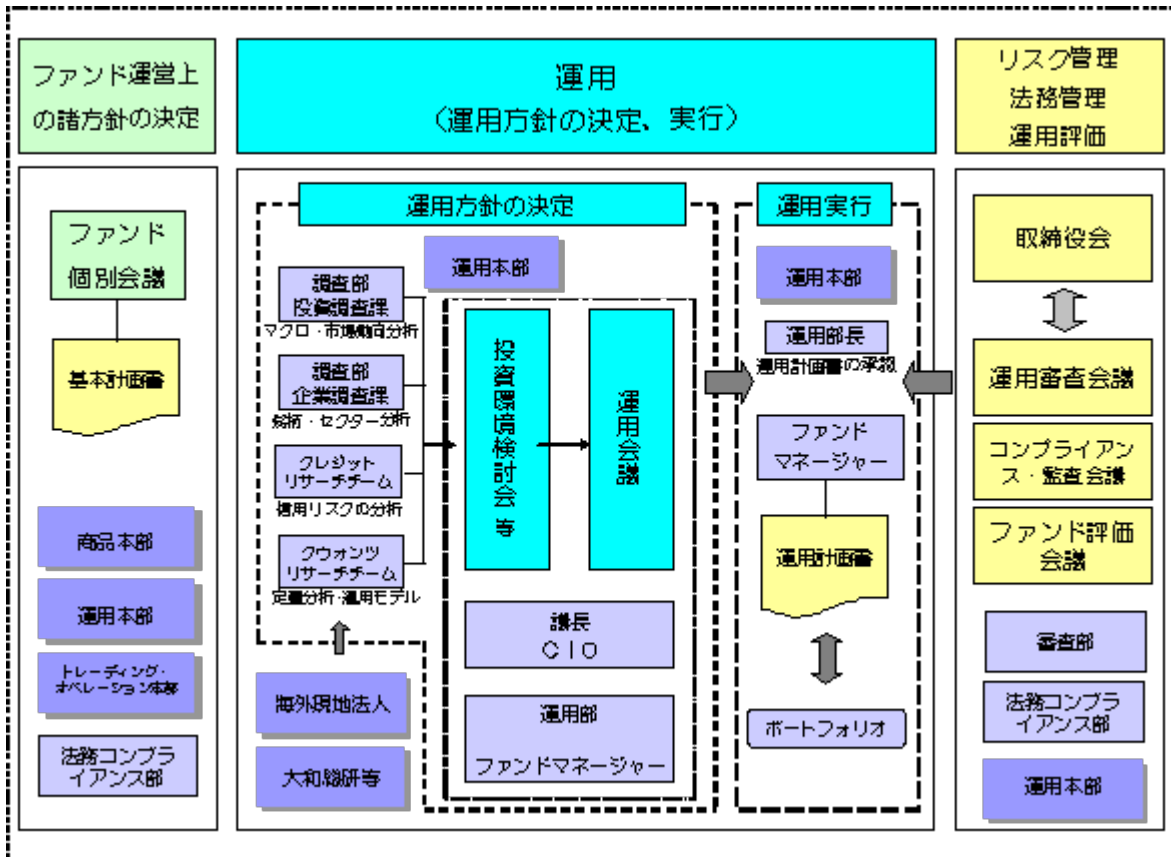 ファンド運営上
の諸方針の決定
運用
(運用方針の決定、実行)
リスク管理
法務管理
運用評価
ファンド
個別会議
基本計画書
商品本部
運用本部
トレーディング・
オペレーション本部
法務コンプラ
イアンス部
運用方針の決定
運用本部
調査部
投資調査課
マクロ・市場動向分析
調査部
企業調査課
銘柄・セクター分析
クレジット
リサーチチーム
信用リスクの分析
クウォンツ
リサーチチーム
定量分析・運用モデル
海外現地法人
大和総研等
投資環境検討会 等
運用会議
議長
CIO
運用部
ファンドマネージャー
運用実行
運用本部
運用部長
運用計画書の承認
ファンド
マネージャー
運用計画書
ポートフォリオ
取締役会
運用審査会議
コンプライアン
ス・監査会議
ファンド評価
会議
審査部
法務コンプラ
イアンス部
運用本部